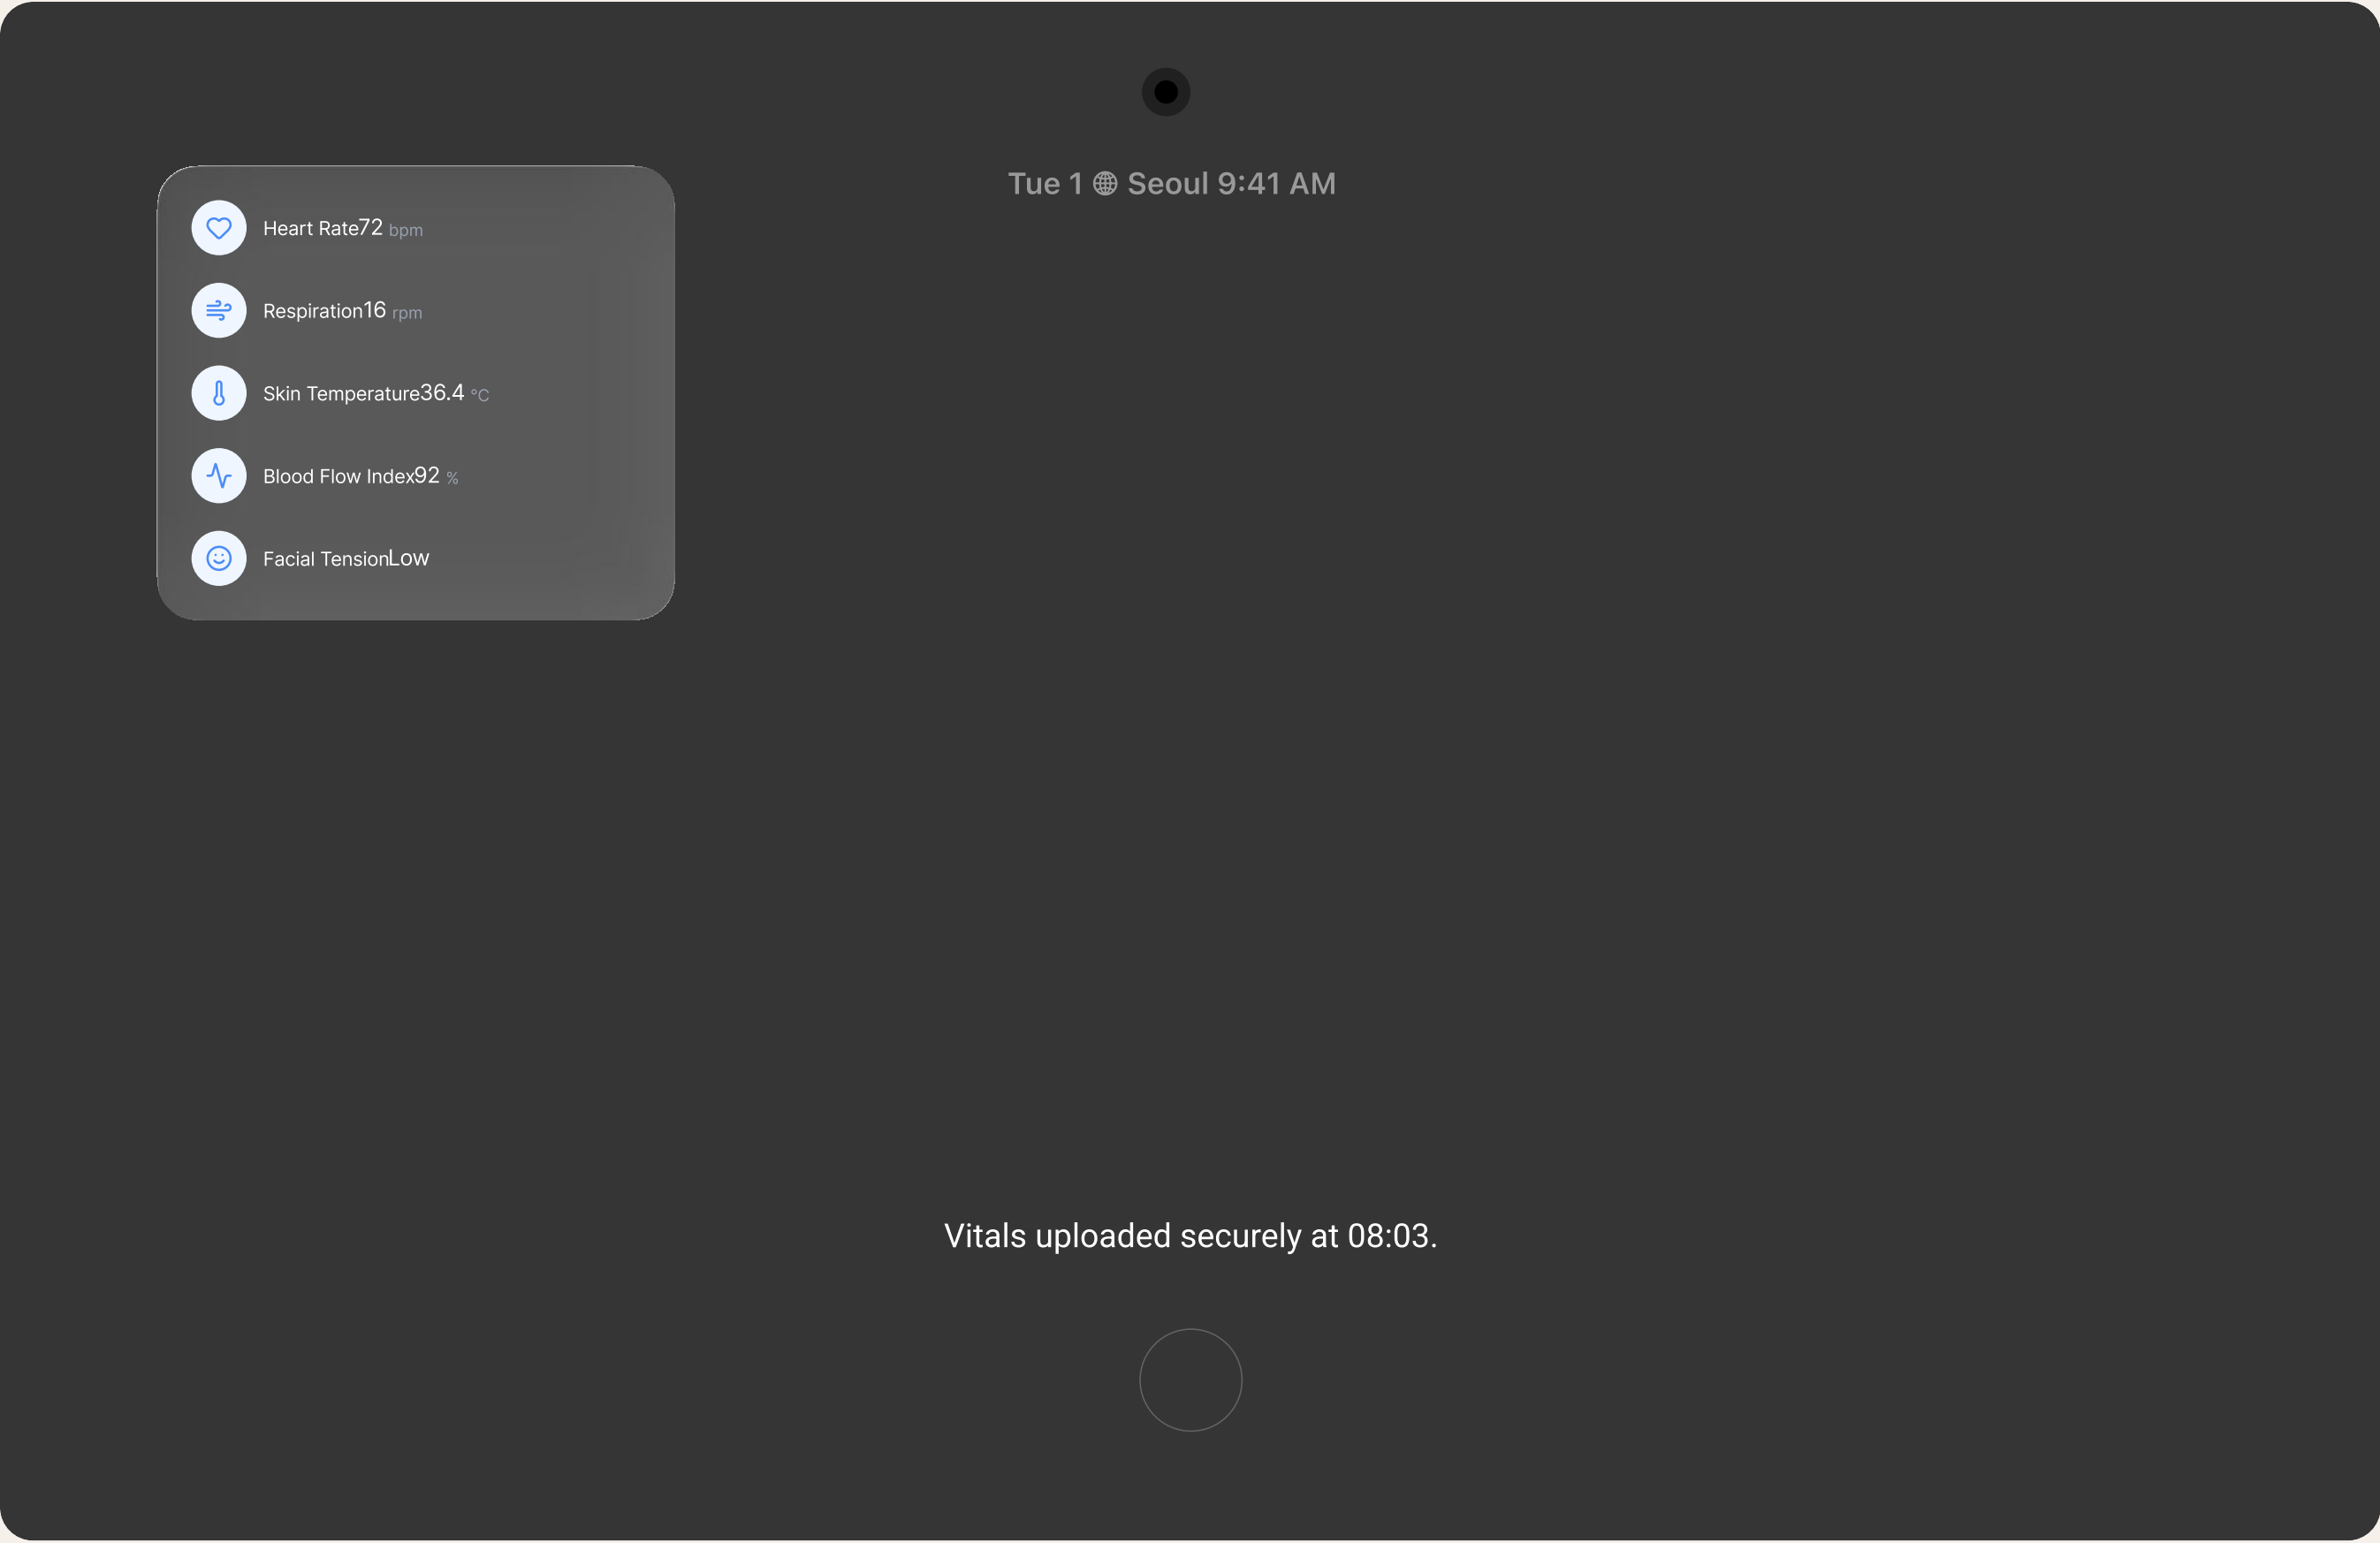 Tue 1 Seoul 9:41 AM
Heart Rate72 bpm
Respiration16 rpm
Skin Temperature36.4 °C
Blood Flow Index92 %
Facial TensionLow
Vitals uploaded securely at 08:03.